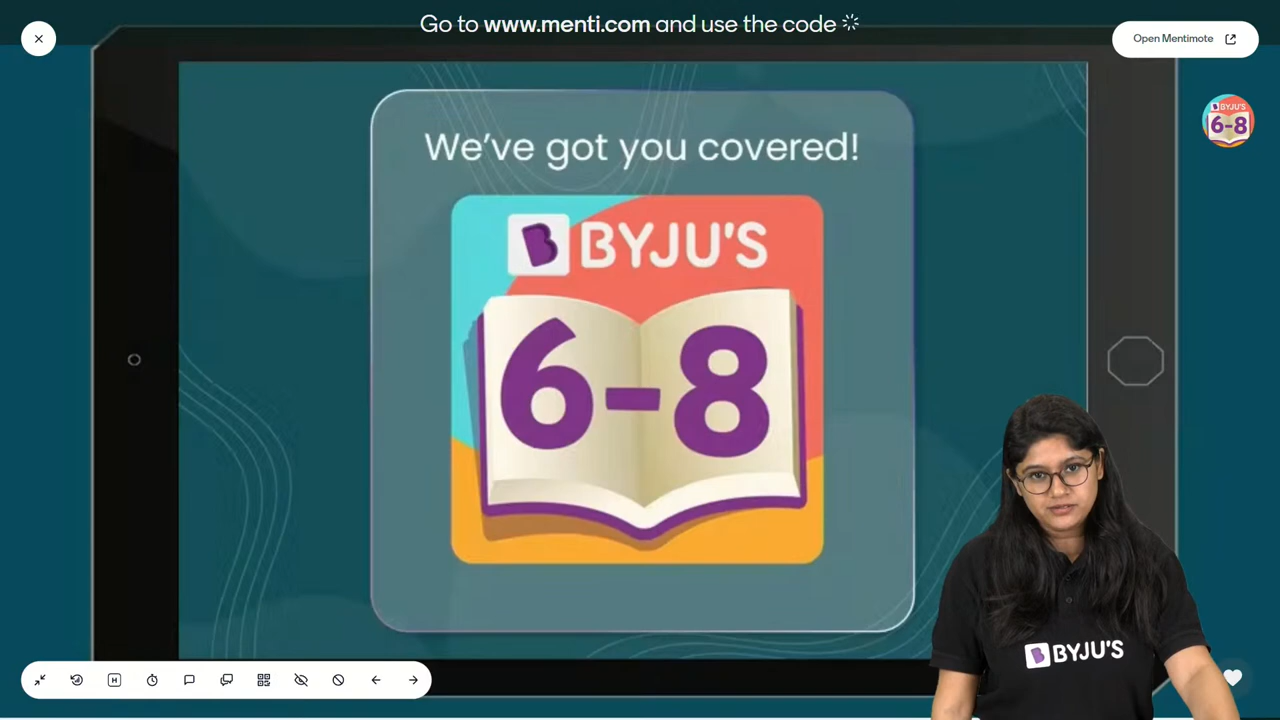 Go to www.menti.com and use the code
Open Mentimote
BYJU'S
6-8
We've got you covered!
B BYJU'S
6-8
B BYJU'S
H